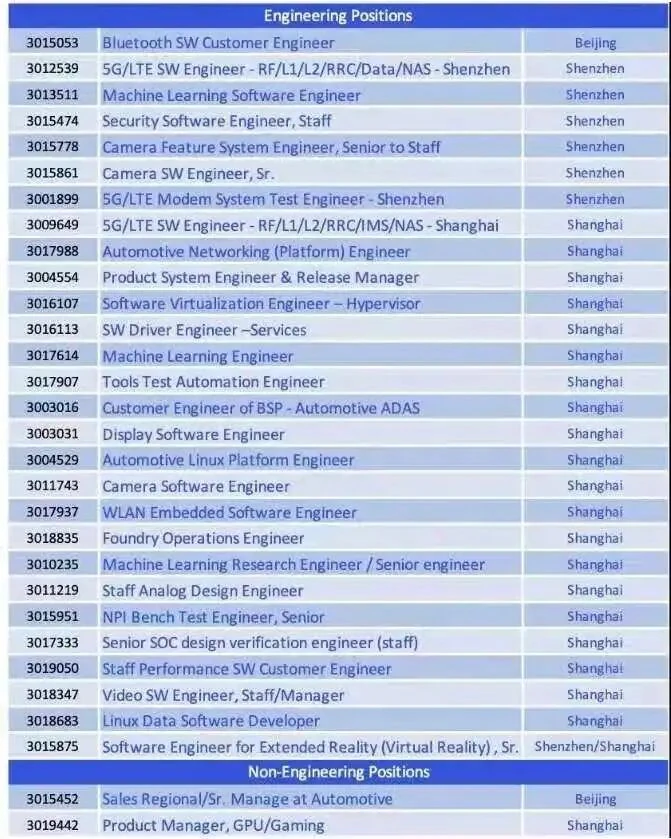 Engineering Positions
3015053 Bluetooth SW Customer Engineer Beijing
3012539 5G/LTE SW Engineer - RF/L1/L2/RRC/Data/NAS - Shenzhen Shenzhen
3013511 Machine Learning Software Engineer Shenzhen
3015474 Security Software Engineer, Staff Shenzhen
3015778 Camera Feature System Engineer, Senior to Staff Shenzhen
3015861 Camera SW Engineer, Sr. Shenzhen
3001899 5G/LTE Modem System Test Engineer - Shenzhen Shenzhen
3009649 5G/LTE SW Engineer - RF/L1/L2/RRC/IMS/NAS - Shanghai Shanghai
3017988 Automotive Networking (Platform) Engineer Shanghai
3004554 Product System Engineer & Release Manager Shanghai
3016107 Software Virtualization Engineer – Hypervisor Shanghai
3016113 SW Driver Engineer –Services Shanghai
3017614 Machine Learning Engineer Shanghai
3017907 Tools Test Automation Engineer Shanghai
3003016 Customer Engineer of BSP - Automotive ADAS Shanghai
3003031 Display Software Engineer Shanghai
3004529 Automotive Linux Platform Engineer Shanghai
3011743 Camera Software Engineer Shanghai
3017937 WLAN Embedded Software Engineer Shanghai
3018835 Foundry Operations Engineer Shanghai
3010235 Machine Learning Research Engineer / Senior engineer Shanghai
3011219 Staff Analog Design Engineer Shanghai
3015951 NPI Bench Test Engineer, Senior Shanghai
3017333 Senior SOC design verification engineer (staff) Shanghai
3019050 Staff Performance SW Customer Engineer Shanghai
3018347 Video SW Engineer, Staff/Manager Shanghai
3018683 Linux Data Software Developer Shanghai
3015875 Software Engineer for Extended Reality (Virtual Reality) , Sr. Shenzhen/Shanghai
Non-Engineering Positions
3015452 Sales Regional/Sr. Manage at Automotive Beijing
3019442 Product Manager, GPU/Gaming Shanghai